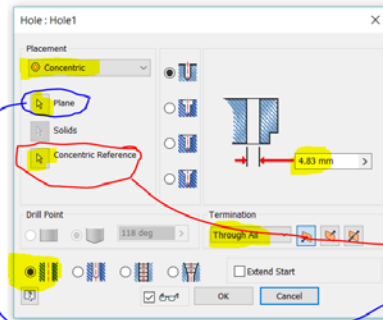 Hole : Hole1
Placement
Concentric
Plane
Solids
Concentric Reference
4.83 mm
Drill Point
118 deg
Termination
Through All
Extend Start
OK
Cancel